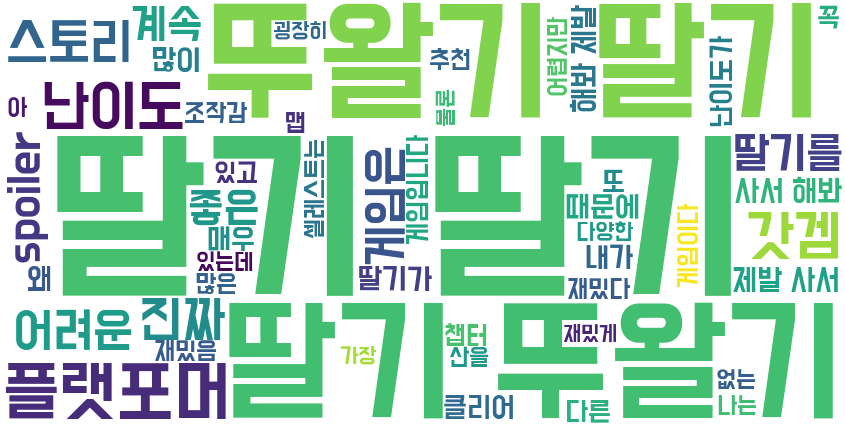 스토리 계속 뚜왈기 굉장히 딸기 꼭
많이 추천 어렵지만 해봐 제발
아 난이도 조작감 맵 물론 난이도가
spoiler 딸기 딸기 딸기를
있고 셀레스트는 게임은 게임입니다 또 사서 해봐
좋은 때문에 게임이다 갓겜
매우 다양한
왜 있는데 내가
많은 딸기가 재밌다 제발 사서
어려운 진짜 딸기 챕터 뚜왈기
재밌음 가장 산을 재밌게
플랫포머 없는
클리어 다른 나는